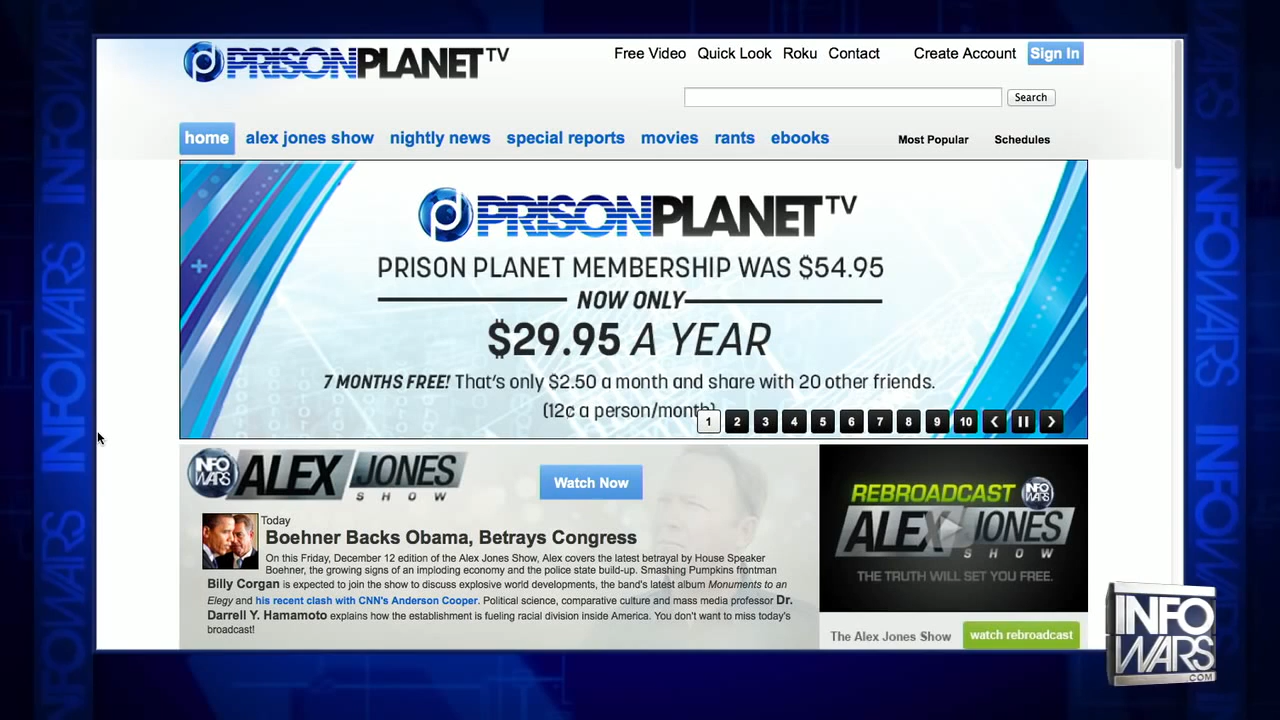 PRISONPLANET TV
Free Video Quick Look Roku Contact Create Account Sign In
Search
home alex jones show nightly news special reports movies rants ebooks Most Popular Schedules
PRISONPLANET TV
PRISON PLANET MEMBERSHIP WAS $54.95
NOW ONLY
$29.95 A YEAR
7 MONTHS FREE! That's only $2.50 a month and share with 20 other friends.
(12c a person/month)
1 2 3 4 5 6 7 8 9 10
INFO WARS ALEX JONES SHOW
Watch Now
Today
Boehner Backs Obama, Betrays Congress
On this Friday, December 12 edition of the Alex Jones Show, Alex covers the latest betrayal by House Speaker
Boehner, the growing signs of an imploding economy and the police state build-up. Smashing Pumpkins frontman
Billy Corgan is expected to join the show to discuss explosive world developments, the band's latest album Monuments to an
Elegy and his recent clash with CNN's Anderson Cooper. Political science, comparative culture and mass media professor Dr.
Darrell Y. Hamamoto explains how the establishment is fueling racial division inside America. You don't want to miss today's
broadcast!
REBROADCAST INFO WARS
ALEX JONES
SHOW
THE TRUTH WILL SET YOU FREE.
The Alex Jones Show watch rebroadcast
INFO
WARS
.COM
INFOWARS
INFOWARS
INFOWARS
INFOWARS